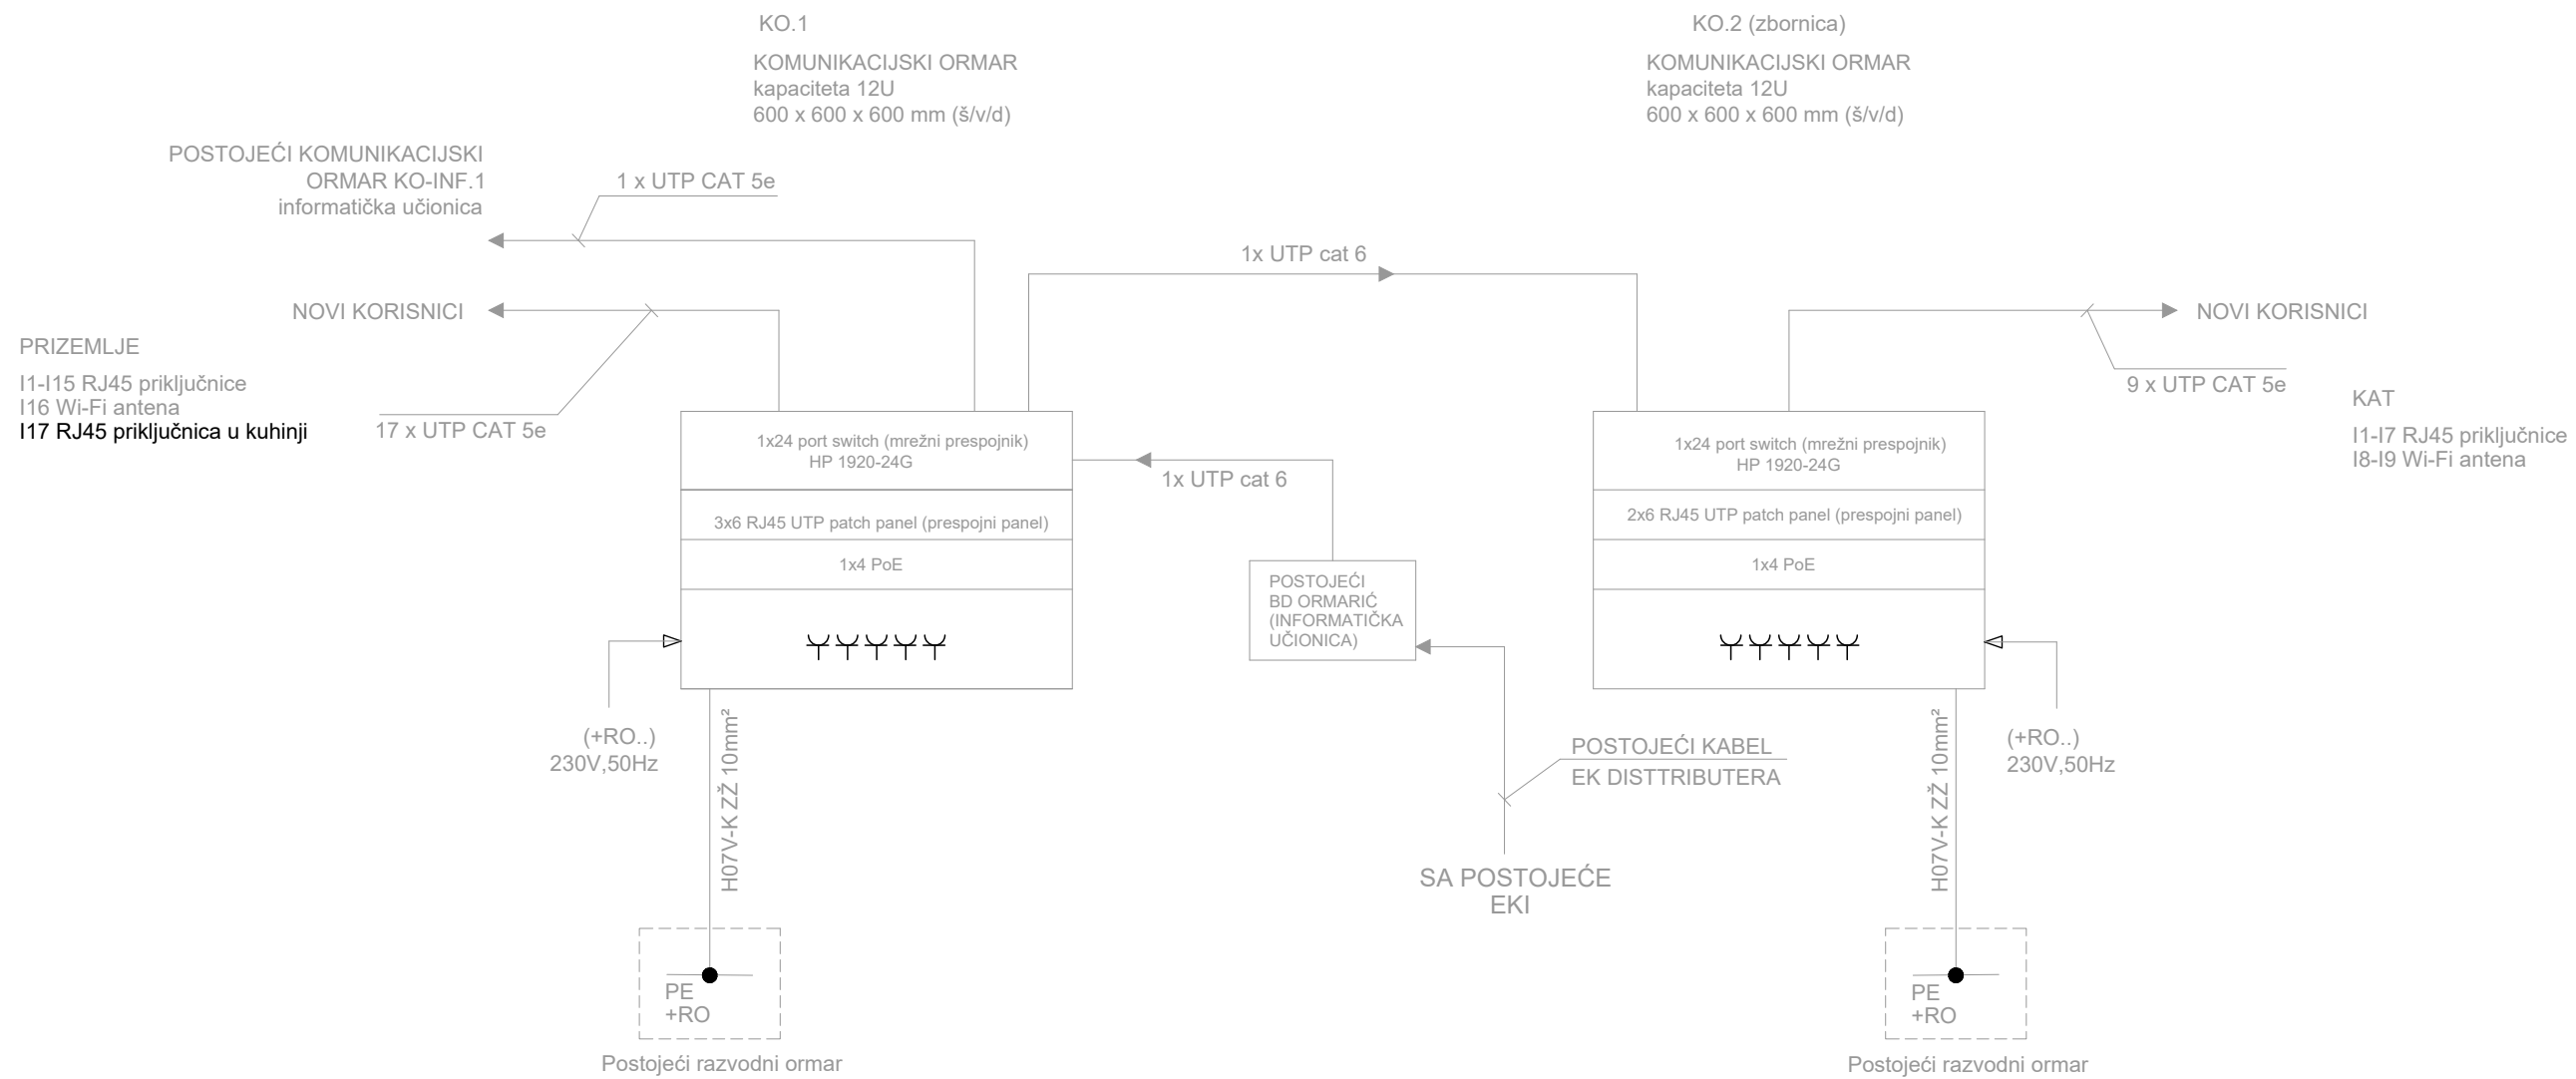 KO.1
KOMUNIKACIJSKI ORMAR
kapaciteta 12U
600 x 600 x 600 mm (š/v/d)
KO.2 (zbornica)
KOMUNIKACIJSKI ORMAR
kapaciteta 12U
600 x 600 x 600 mm (š/v/d)
POSTOJEĆI KOMUNIKACIJSKI
ORMAR KO-INF.1
informatička učionica
1 x UTP CAT 5e
1x UTP cat 6
NOVI KORISNICI
NOVI KORISNICI
PRIZEMLJE
I1-I15 RJ45 priključnice
I16 Wi-Fi antena
I17 RJ45 priključnica u kuhinji
17 x UTP CAT 5e
9 x UTP CAT 5e
KAT
I1-I7 RJ45 priključnice
I8-I9 Wi-Fi antena
1x24 port switch (mrežni prespojnik)
HP 1920-24G
3x6 RJ45 UTP patch panel (prespojni panel)
1x4 PoE
1x UTP cat 6
1x24 port switch (mrežni prespojnik)
HP 1920-24G
2x6 RJ45 UTP patch panel (prespojni panel)
1x4 PoE
POSTOJEĆI
BD ORMARIĆ
(INFORMATIČKA
UČIONICA)
(+RO..)
230V,50Hz
H07V-K ZŽ 10mm²
POSTOJEĆI KABEL
EK DISTTRIBUTERA
SA POSTOJEĆE
EKI
H07V-K ZŽ 10mm²
(+RO..)
230V,50Hz
PE
+RO
Postojeći razvodni ormar
PE
+RO
Postojeći razvodni ormar